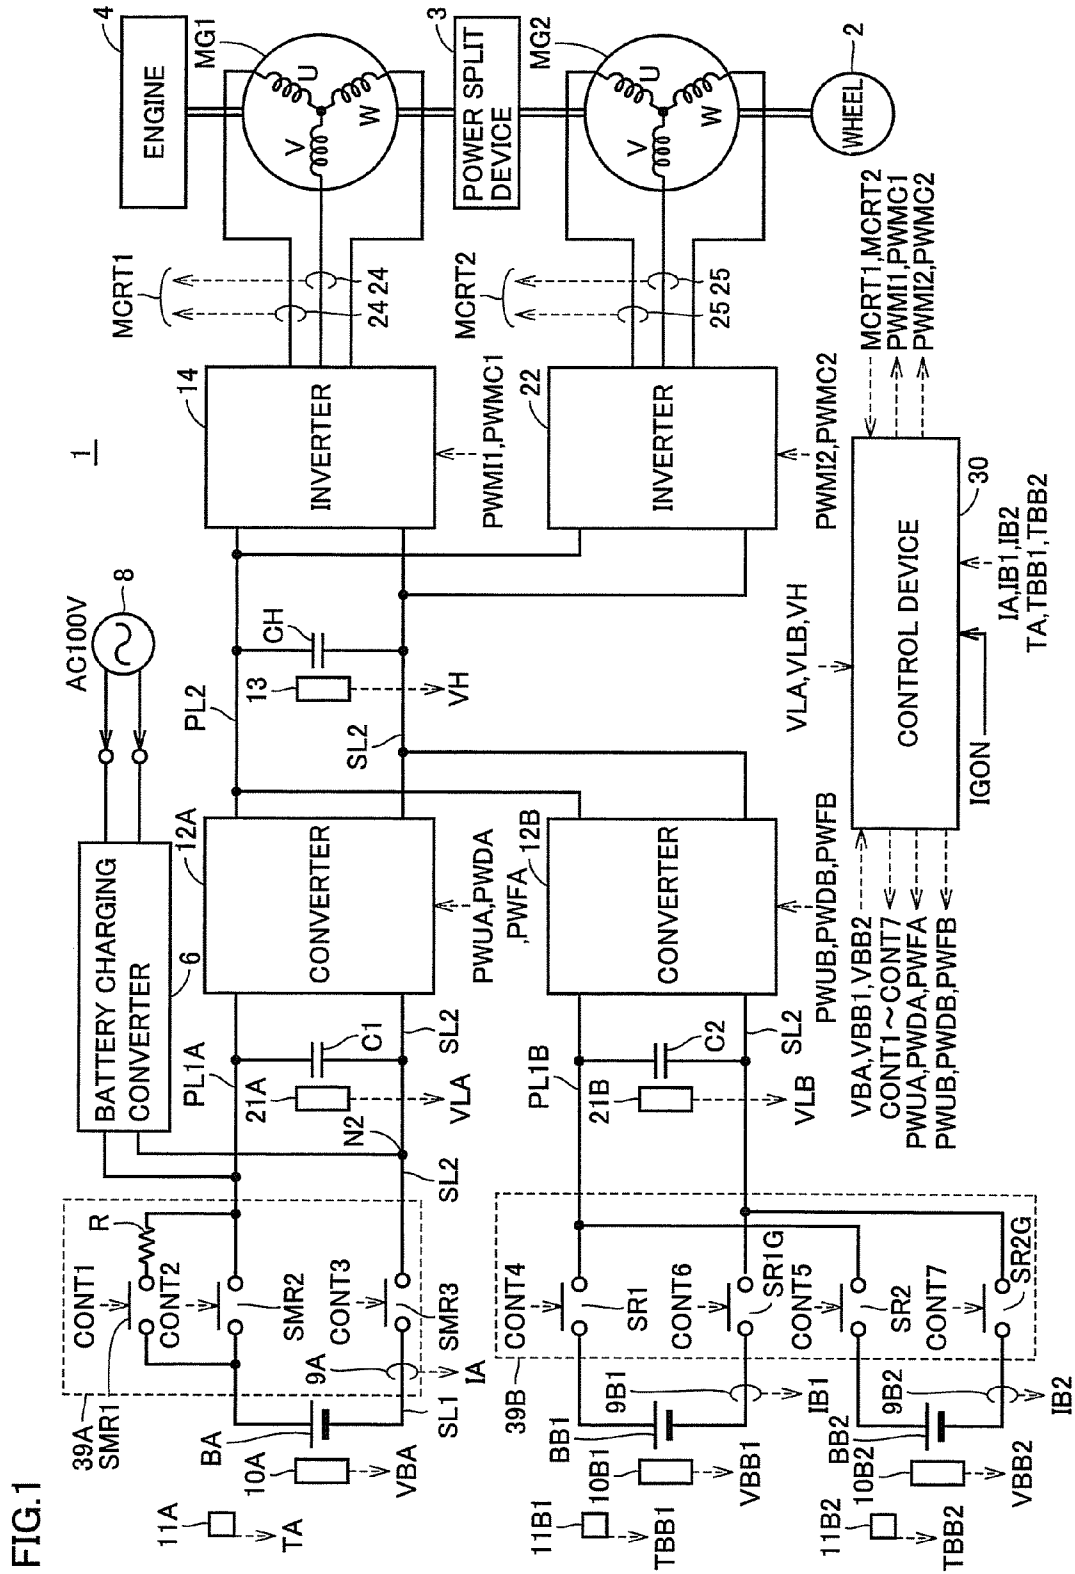 FIG.1
1
BATTERY CHARGING
CONVERTER
6
AC100V
8
ENGINE
4
MG1
U
V
W
POWER SPLIT
DEVICE
3
MG2
U
V
W
WHEEL
2
39A
SMR1
CONT1
R
CONT2
SMR2
CONT3
SMR3
11A
TA
10A
VBA
BA
SL1
9A
IA
SL2
N2
PL1A
21A
VLA
C1
SL2
12A
CONVERTER
PWUA,PWDA
,PWFA
PL2
SL2
13
CH
VH
14
INVERTER
PWMI1,PWMC1
MCRT1
24
24
39B
CONT4
SR1
CONT6
SR1G
CONT5
SR2
CONT7
SR2G
11B1
TBB1
10B1
VBB1
BB1
9B1
IB1
11B2
TBB2
10B2
VBB2
BB2
9B2
IB2
PL1B
21B
VLB
C2
SL2
12B
CONVERTER
PWUB,PWDB,PWFB
22
INVERTER
PWMI2,PWMC2
MCRT2
25
25
VBA,VBB1,VBB2
CONT1~CONT7
PWUA,PWDA,PWFA
PWUB,PWDB,PWFB
VLA,VLB,VH
CONTROL DEVICE
30
IGON
IA,IB1,IB2
TA,TBB1,TBB2
MCRT1,MCRT2
PWMI1,PWMC1
PWMI2,PWMC2